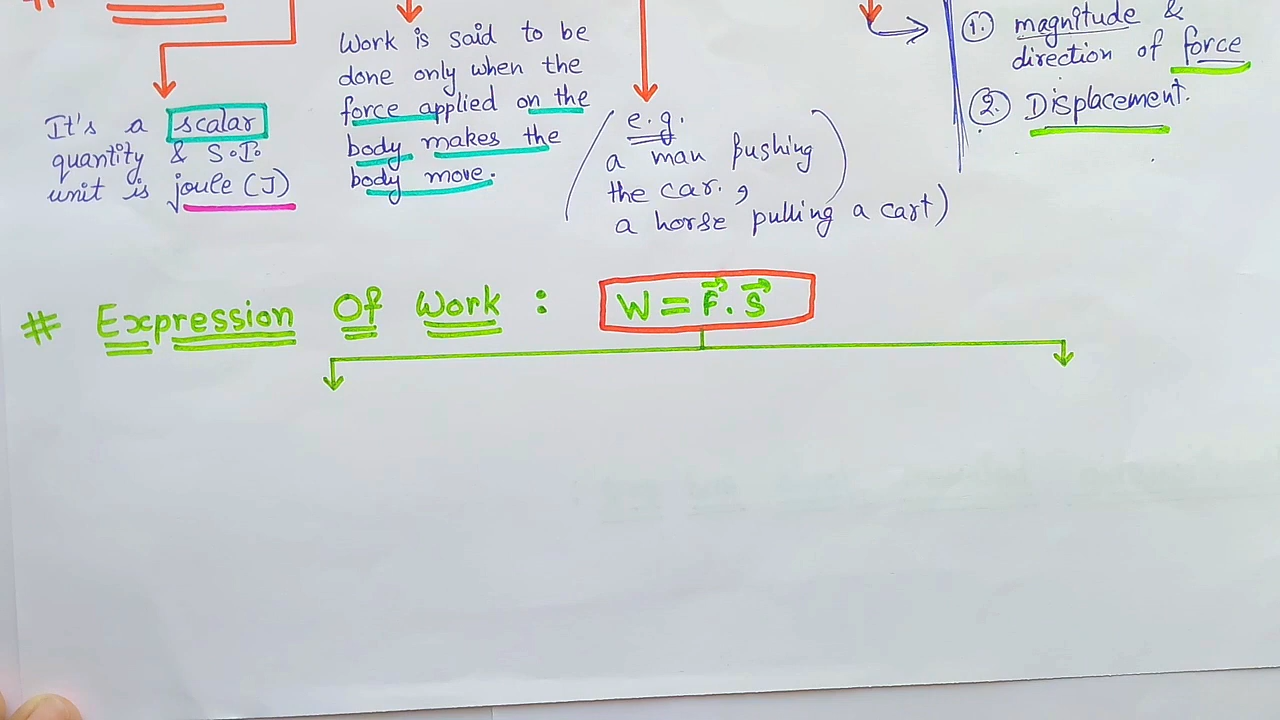 It's a scalar
quantity & S.I.
unit is joule (J)
Work is said to be
done only when the
force applied on the
body makes the
body move.
(e.g.
a man pushing
the car. ,
a horse pulling a cart)
1. magnitude &
direction of force
2. Displacement.
# Expression Of Work : W = F⃗ . S⃗